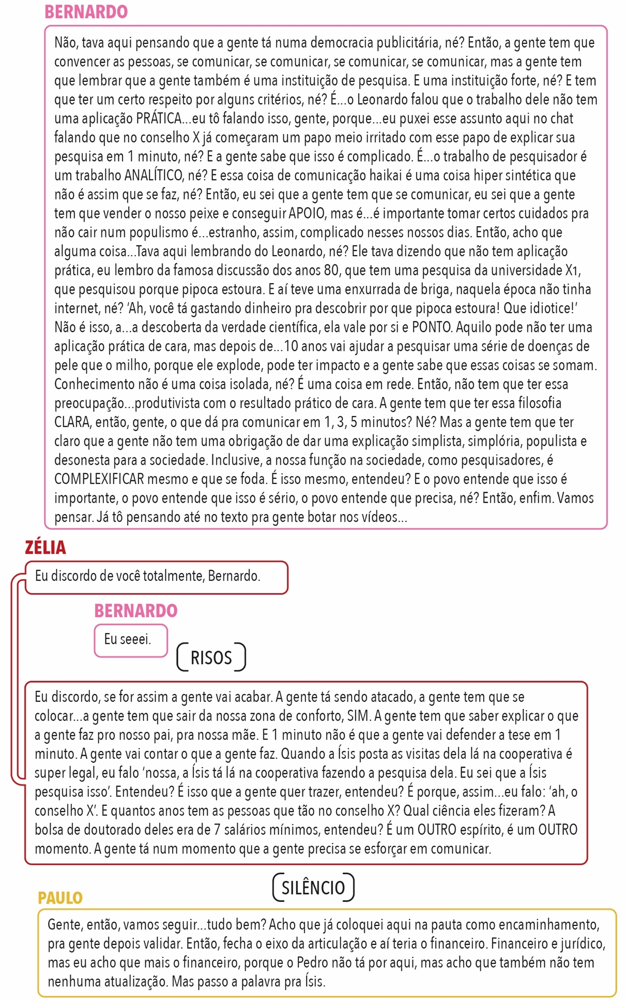 BERNARDO
Não, tava aqui pensando que a gente tá numa democracia publicitária, né? Então, a gente tem que
convencer as pessoas, se comunicar, se comunicar, se comunicar, se comunicar, mas a gente tem
que lembrar que a gente também é uma instituição de pesquisa. E uma instituição forte, né? E tem
que ter um certo respeito por alguns critérios, né? É...o Leonardo falou que o trabalho dele não tem
uma aplicação PRÁTICA...eu tô falando isso, gente, porque...eu puxei esse assunto aqui no chat
falando que no conselho X já começaram um papo meio irritado com esse papo de explicar sua
pesquisa em 1 minuto, né? E a gente sabe que isso é complicado. É...o trabalho de pesquisador é
um trabalho ANALÍTICO, né? E essa coisa de comunicação haikai é uma coisa hiper sintética que
não é assim que se faz, né? Então, eu sei que a gente tem que se comunicar, eu sei que a gente
tem que vender o nosso peixe e conseguir APOIO, mas é...é importante tomar certos cuidados pra
não cair num populismo é...estranho, assim, complicado nesses nossos dias. Então, acho que
alguma coisa...Tava aqui lembrando do Leonardo, né? Ele tava dizendo que não tem aplicação
prática, eu lembro da famosa discussão dos anos 80, que tem uma pesquisa da universidade X1,
que pesquisou porque pipoca estoura. E aí teve uma enxurrada de briga, naquela época não tinha
internet, né? ‘Ah, você tá gastando dinheiro pra descobrir por que pipoca estoura! Que idiotice!’
Não é isso, a...a descoberta da verdade científica, ela vale por si e PONTO. Aquilo pode não ter uma
aplicação prática de cara, mas depois de...10 anos vai ajudar a pesquisar uma série de doenças de
pele que o milho, porque ele explode, pode ter impacto e a gente sabe que essas coisas se somam.
Conhecimento não é uma coisa isolada, né? É uma coisa em rede. Então, não tem que ter essa
preocupação...produtivista com o resultado prático de cara. A gente tem que ter essa filosofia
CLARA, então, gente, o que dá pra comunicar em 1, 3, 5 minutos? Né? Mas a gente tem que ter
claro que a gente não tem uma obrigação de dar uma explicação simplista, simplória, populista e
desonesta para a sociedade. Inclusive, a nossa função na sociedade, como pesquisadores, é
COMPLEXIFICAR mesmo e que se foda. É isso mesmo, entendeu? E o povo entende que isso é
importante, o povo entende que isso é sério, o povo entende que precisa, né? Então, enfim. Vamos
pensar. Já tô pensando até no texto pra gente botar nos vídeos...
ZÉLIA
Eu discordo de você totalmente, Bernardo.
BERNARDO
Eu seeei.
RISOS
Eu discordo, se for assim a gente vai acabar. A gente tá sendo atacado, a gente tem que se
colocar...a gente tem que sair da nossa zona de conforto, SIM. A gente tem que saber explicar o que
a gente faz pro nosso pai, pra nossa mãe. E 1 minuto não é que a gente vai defender a tese em 1
minuto. A gente vai contar o que a gente faz. Quando a Ísis posta as visitas dela lá na cooperativa é
super legal, eu falo ‘nossa, a Ísis tá lá na cooperativa fazendo a pesquisa dela. Eu sei que a Ísis
pesquisa isso’. Entendeu? É isso que a gente quer trazer, entendeu? É porque, assim...eu falo: ‘ah, o
conselho X’. E quantos anos tem as pessoas que tão no conselho X? Qual ciência eles fizeram? A
bolsa de doutorado deles era de 7 salários mínimos, entendeu? É um OUTRO espírito, é um OUTRO
momento. A gente tá num momento que a gente precisa se esforçar em comunicar.
SILÊNCIO
PAULO
Gente, então, vamos seguir...tudo bem? Acho que já coloquei aqui na pauta como encaminhamento,
pra gente depois validar. Então, fecha o eixo da articulação e aí teria o financeiro. Financeiro e jurídico,
mas eu acho que mais o financeiro, porque o Pedro não tá por aqui, mas acho que também não tem
nenhuma atualização. Mas passo a palavra pra Ísis.